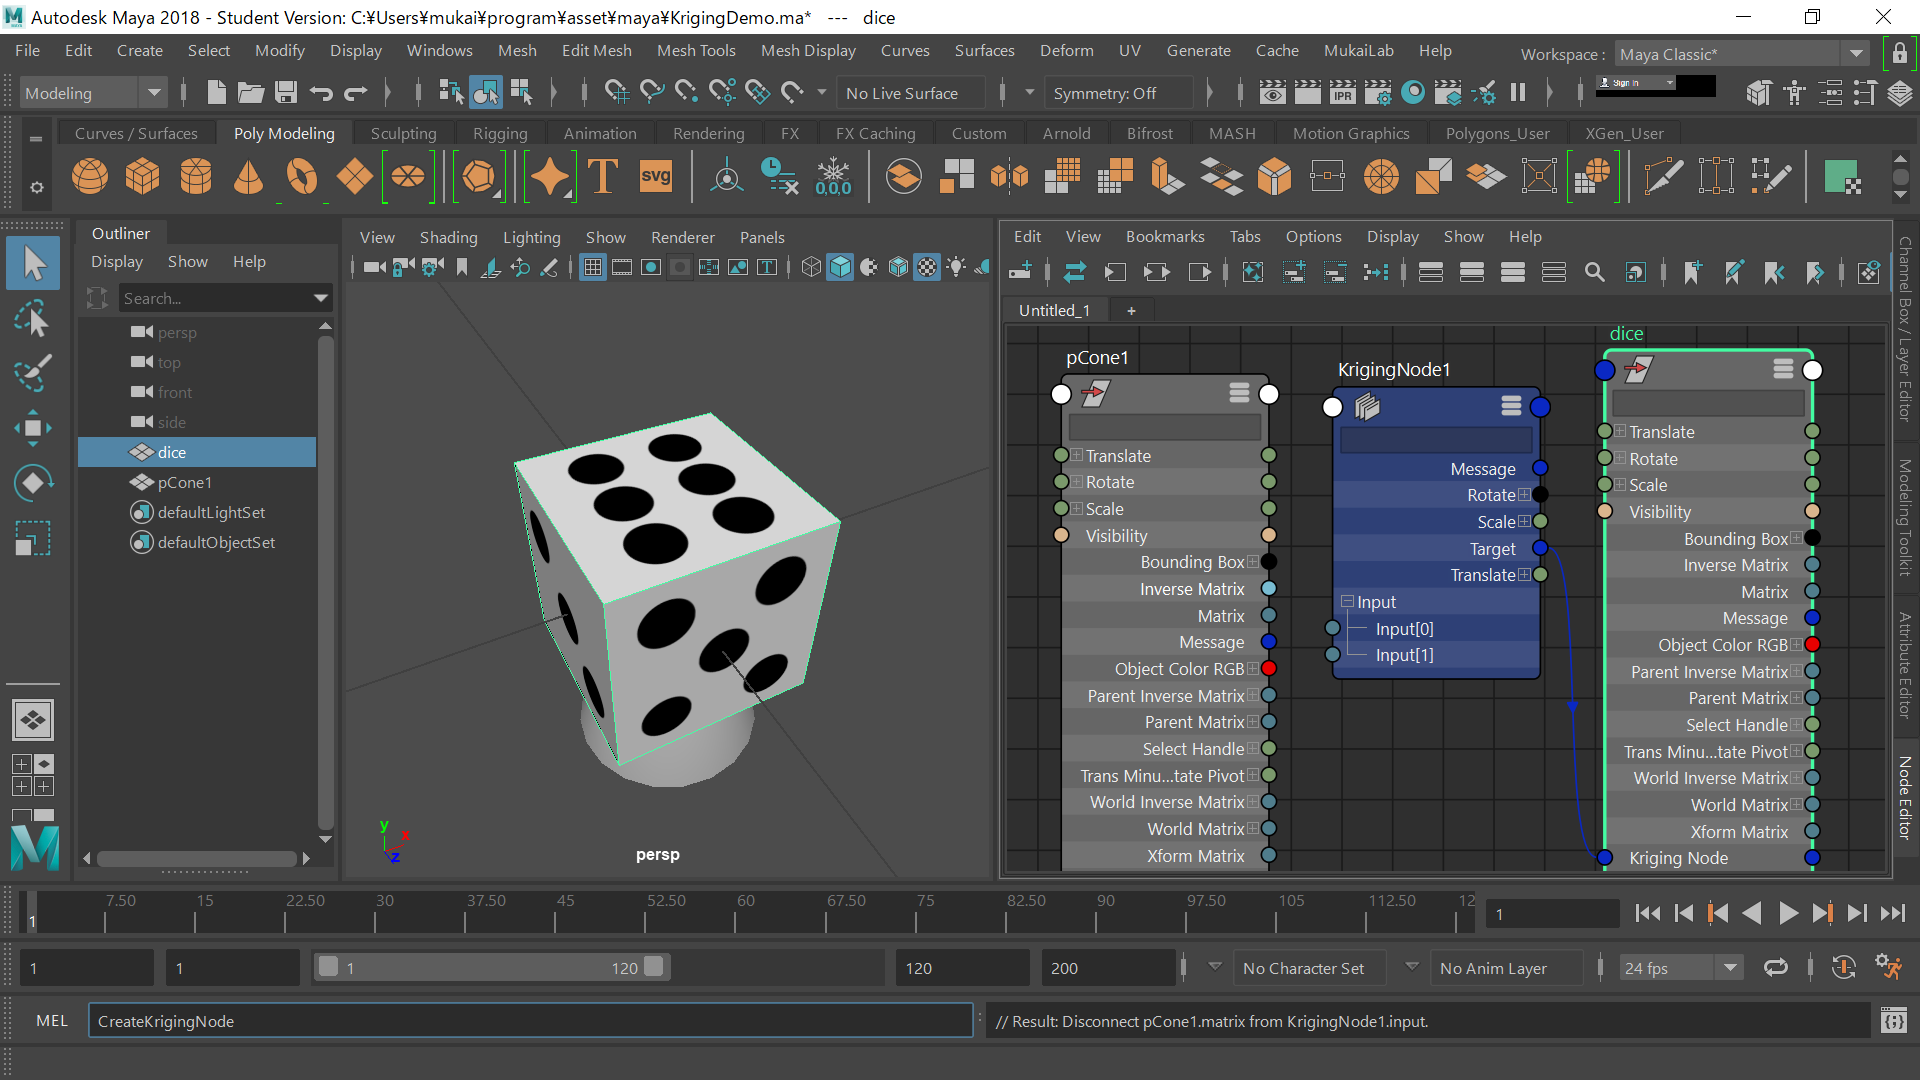 Autodesk Maya 2018 - Student Version: C:¥Users¥mukai¥program¥asset¥maya¥KrigingDemo.ma* --- dice
File Edit Create Select Modify Display Windows Mesh Edit Mesh Mesh Tools Mesh Display Curves Surfaces Deform UV Generate Cache MukaiLab Help Workspace : Maya Classic*
Modeling No Live Surface Symmetry: Off IPR Sign In
Curves / Surfaces Poly Modeling Sculpting Rigging Animation Rendering FX FX Caching Custom Arnold Bifrost MASH Motion Graphics Polygons_User XGen_User
T svg 0,0,0
Outliner
Display Show Help
Search...
persp
top
front
side
dice
pCone1
defaultLightSet
defaultObjectSet
View Shading Lighting Show Renderer Panels
y
x
z
persp
Edit View Bookmarks Tabs Options Display Show Help
Untitled_1 +
pCone1
Translate
Rotate
Scale
Visibility
Bounding Box
Inverse Matrix
Matrix
Message
Object Color RGB
Parent Inverse Matrix
Parent Matrix
Select Handle
Trans Minu...tate Pivot
World Inverse Matrix
World Matrix
Xform Matrix
KrigingNode1
Message
Rotate
Scale
Target
Translate
Input
Input[0]
Input[1]
dice
Translate
Rotate
Scale
Visibility
Bounding Box
Inverse Matrix
Matrix
Message
Object Color RGB
Parent Inverse Matrix
Parent Matrix
Select Handle
Trans Minu...tate Pivot
World Inverse Matrix
World Matrix
Xform Matrix
Kriging Node
Channel Box / Layer Editor
Modeling Toolkit
Attribute Editor
Node Editor
1 7.50 15 22.50 30 37.50 45 52.50 60 67.50 75 82.50 90 97.50 105 112.50 12
1
1 1 1 120 120 200 No Character Set No Anim Layer 24 fps
MEL CreateKrigingNode // Result: Disconnect pCone1.matrix from KrigingNode1.input.